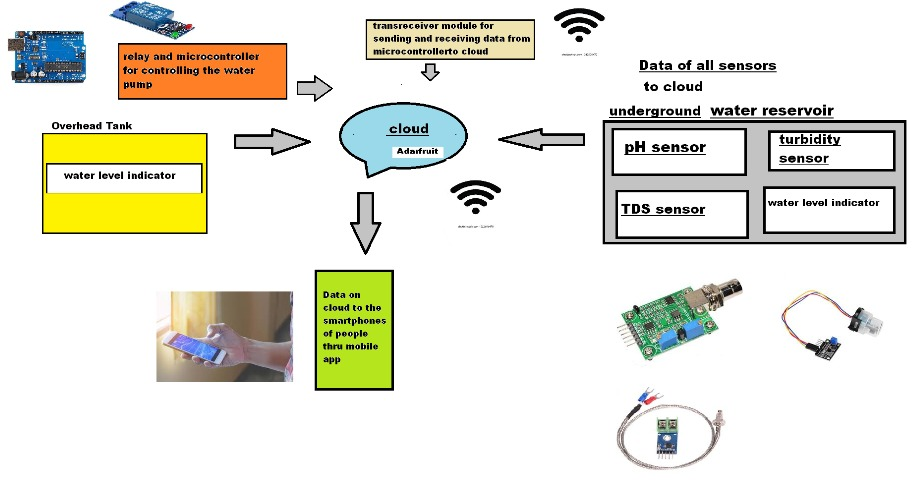 transreceiver module for
sending and receiving data from
microcontrollerto cloud
relay and microcontroller
for controlling the water
pump
Data of all sensors
to cloud
underground water reservoir
Overhead Tank
water level indicator
cloud
Adarfruit
pH sensor
turbidity
sensor
TDS sensor
water level indicator
Data on
cloud to the
smartphones
of people
thru mobile
app